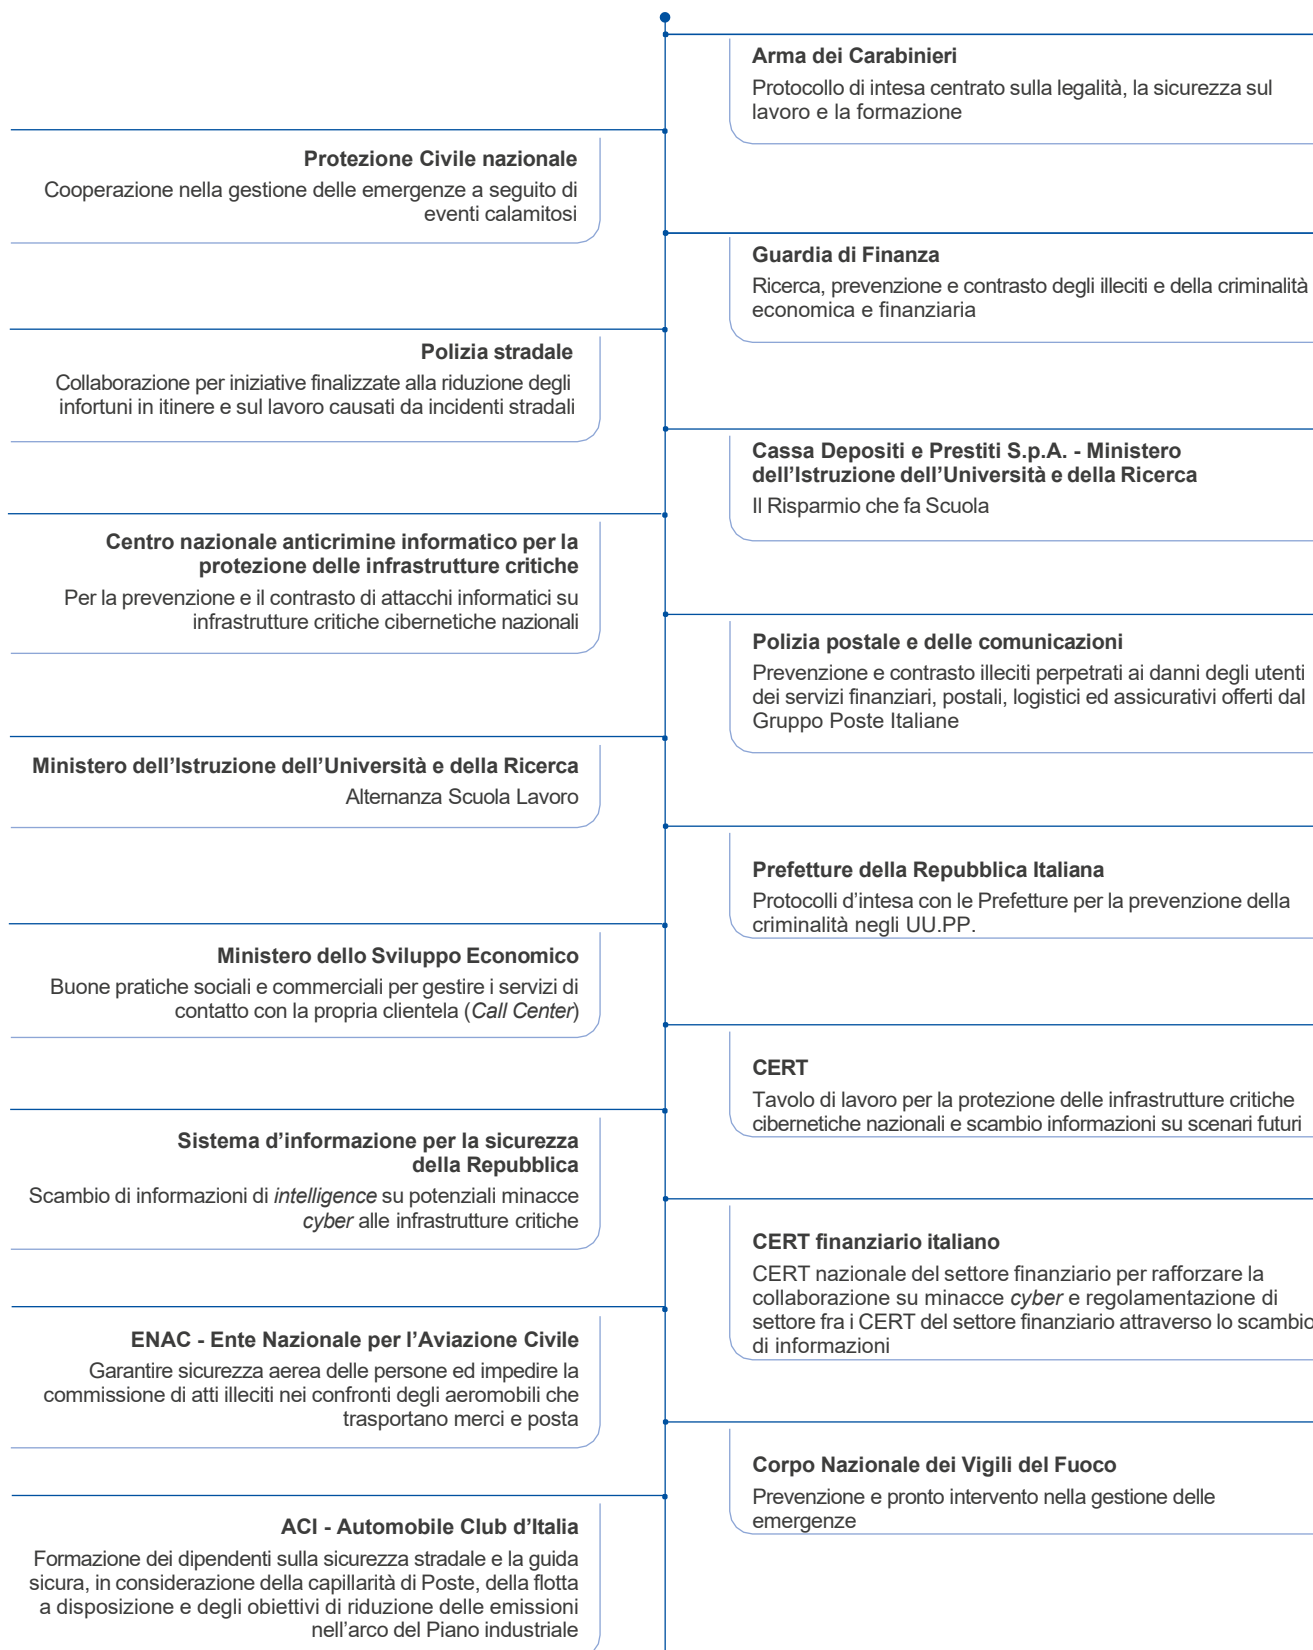 Arma dei Carabinieri
Protocollo di intesa centrato sulla legalità, la sicurezza sul
lavoro e la formazione
Protezione Civile nazionale
Cooperazione nella gestione delle emergenze a seguito di
eventi calamitosi
Guardia di Finanza
Ricerca, prevenzione e contrasto degli illeciti e della criminalità
economica e finanziaria
Polizia stradale
Collaborazione per iniziative finalizzate alla riduzione degli
infortuni in itinere e sul lavoro causati da incidenti stradali
Cassa Depositi e Prestiti S.p.A. - Ministero
dell’Istruzione dell’Università e della Ricerca
Il Risparmio che fa Scuola
Centro nazionale anticrimine informatico per la
protezione delle infrastrutture critiche
Per la prevenzione e il contrasto di attacchi informatici su
infrastrutture critiche cibernetiche nazionali
Polizia postale e delle comunicazioni
Prevenzione e contrasto illeciti perpetrati ai danni degli utenti
dei servizi finanziari, postali, logistici ed assicurativi offerti dal
Gruppo Poste Italiane
Ministero dell’Istruzione dell’Università e della Ricerca
Alternanza Scuola Lavoro
Prefetture della Repubblica Italiana
Protocolli d’intesa con le Prefetture per la prevenzione della
criminalità negli UU.PP.
Ministero dello Sviluppo Economico
Buone pratiche sociali e commerciali per gestire i servizi di
contatto con la propria clientela (Call Center)
CERT
Tavolo di lavoro per la protezione delle infrastrutture critiche
cibernetiche nazionali e scambio informazioni su scenari futuri
Sistema d’informazione per la sicurezza
della Repubblica
Scambio di informazioni di intelligence su potenziali minacce
cyber alle infrastrutture critiche
CERT finanziario italiano
CERT nazionale del settore finanziario per rafforzare la
collaborazione su minacce cyber e regolamentazione di
settore fra i CERT del settore finanziario attraverso lo scambio
di informazioni
ENAC - Ente Nazionale per l’Aviazione Civile
Garantire sicurezza aerea delle persone ed impedire la
commissione di atti illeciti nei confronti degli aeromobili che
trasportano merci e posta
Corpo Nazionale dei Vigili del Fuoco
Prevenzione e pronto intervento nella gestione delle
emergenze
ACI - Automobile Club d’Italia
Formazione dei dipendenti sulla sicurezza stradale e la guida
sicura, in considerazione della capillarità di Poste, della flotta
a disposizione e degli obiettivi di riduzione delle emissioni
nell’arco del Piano industriale